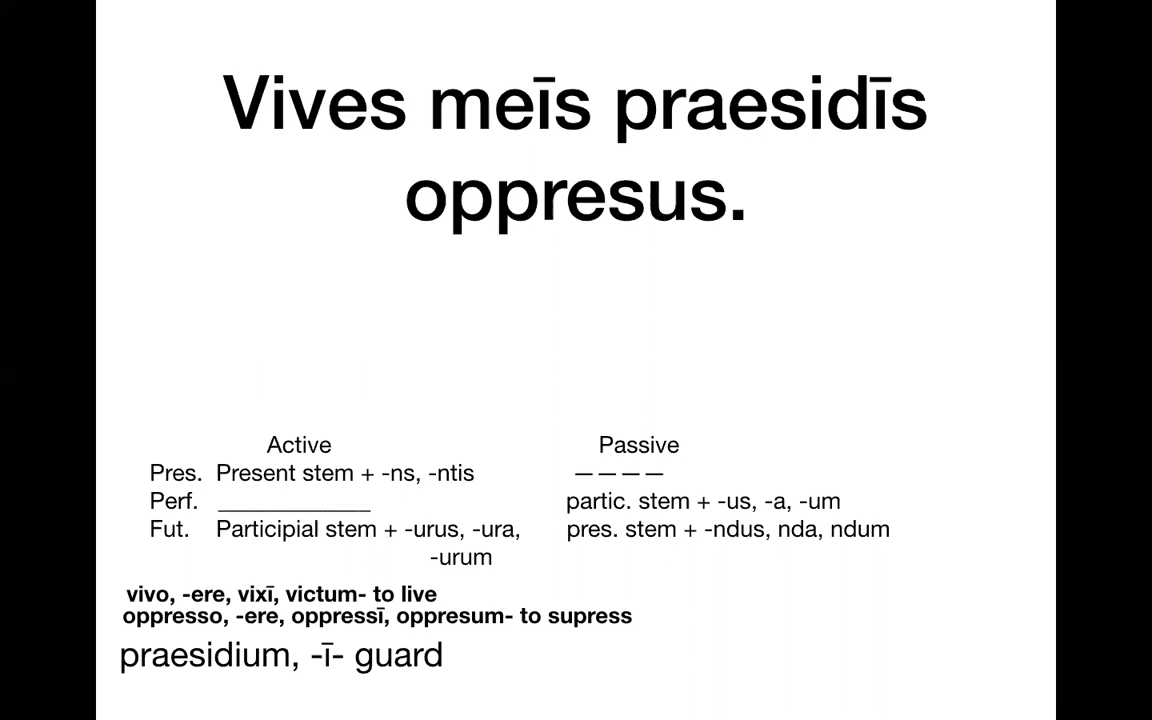 Vives meīs praesidīs
oppresus.
Active Passive
Pres. Present stem + -ns, -ntis ————
Perf. ____________ partic. stem + -us, -a, -um
Fut. Participial stem + -urus, -ura, pres. stem + -ndus, nda, ndum
-urum
vivo, -ere, vixī, victum- to live
oppresso, -ere, oppressī, oppresum- to supress
praesidium, -ī- guard